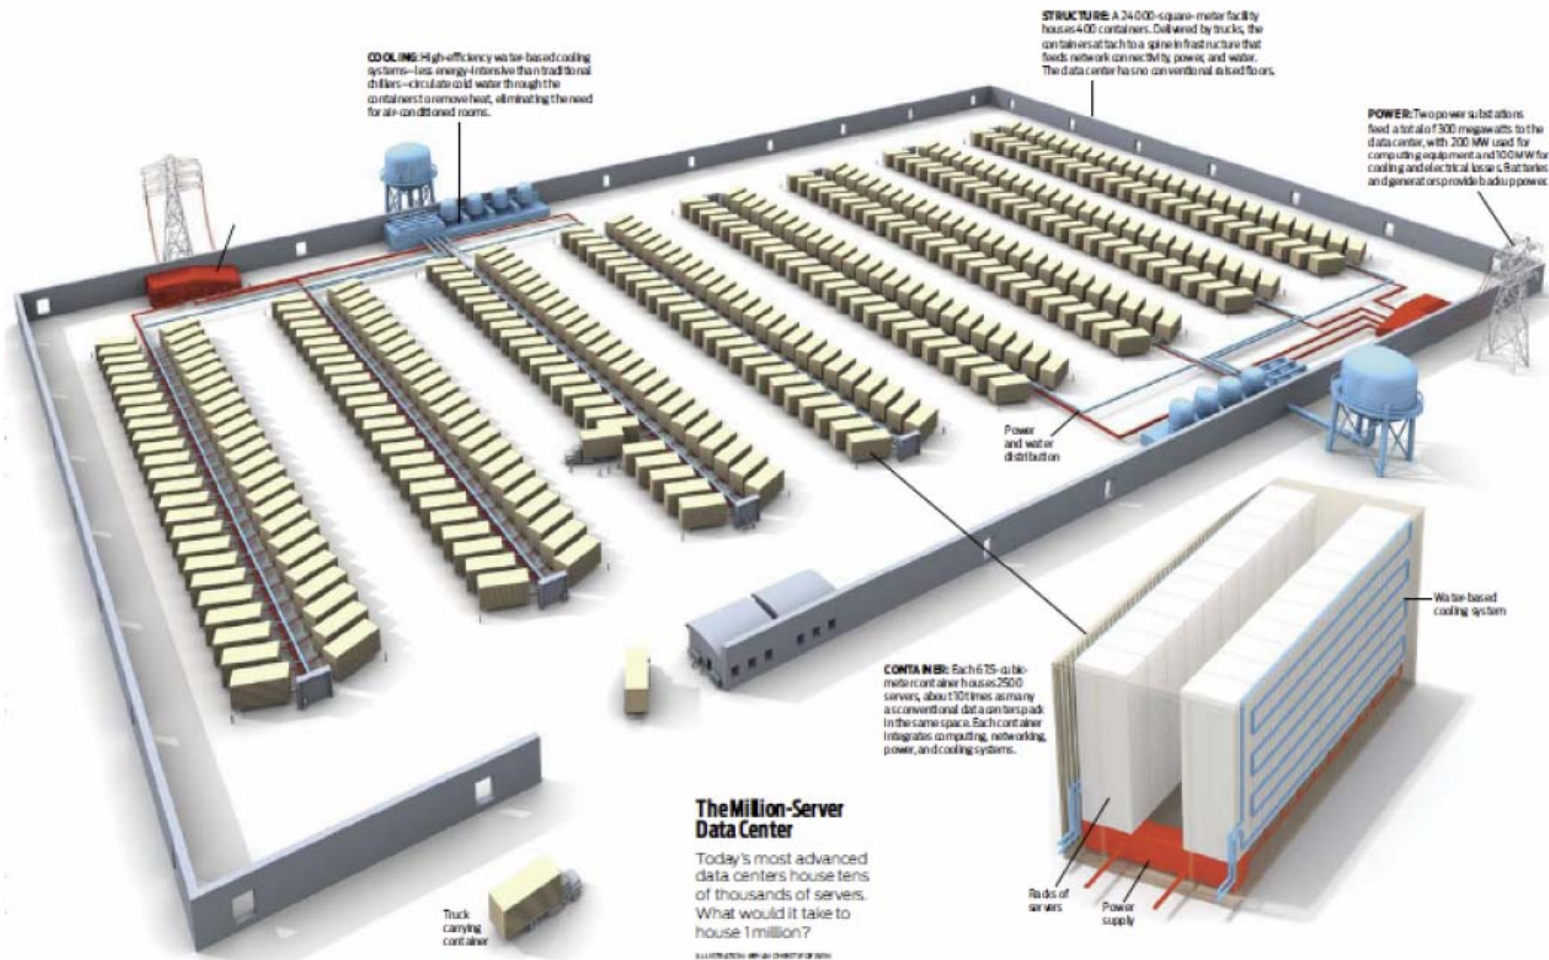 COOLING: High-efficiency water-based cooling
systems—less energy-intensive than traditional
chillers—circulate cold water through the
containers to remove heat, eliminating the need
for air-conditioned rooms.
STRUCTURE: A 24000-square-meter facility
houses 400 containers. Delivered by trucks, the
containers attach to a spine infrastructure that
feeds network connectivity, power, and water.
The data center has no conventional raised floors.
POWER: Two power substations
feed a total of 300 megawatts to the
data center, with 200 MW used for
computing equipment and 100 MW for
cooling and electrical losses. Batteries
and generators provide backup power.
Power
and water
distribution
Water-based
cooling system
CONTAINER: Each 67.5-cubic-
meter container houses 2500
servers, about 10 times as many
as conventional data centers pack
in the same space. Each container
integrates computing, networking,
power, and cooling systems.
The Million-Server
Data Center
Today's most advanced
data centers house tens
of thousands of servers.
What would it take to
house 1 million?
Racks of
servers
Power
supply
Truck
carrying
container